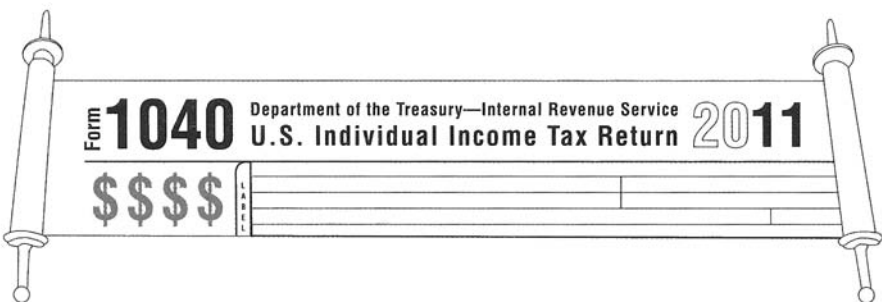 Form 1040 Department of the Treasury—Internal Revenue Service
U.S. Individual Income Tax Return 2011
$$$$
LABEL